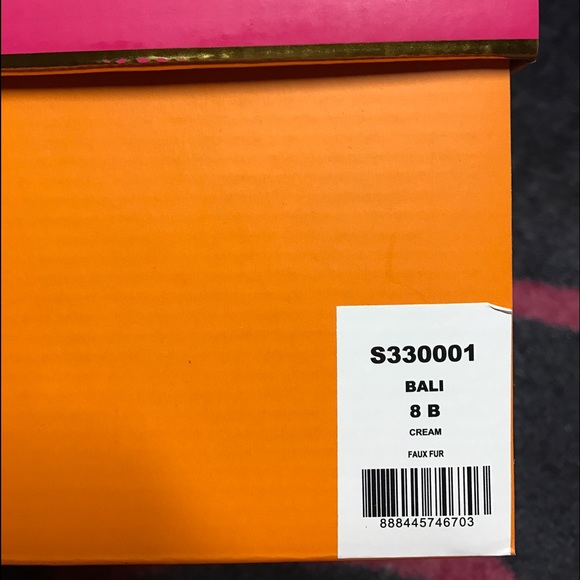 S330001
BALI
8 B
CREAM
FAUX FUR
888445746703